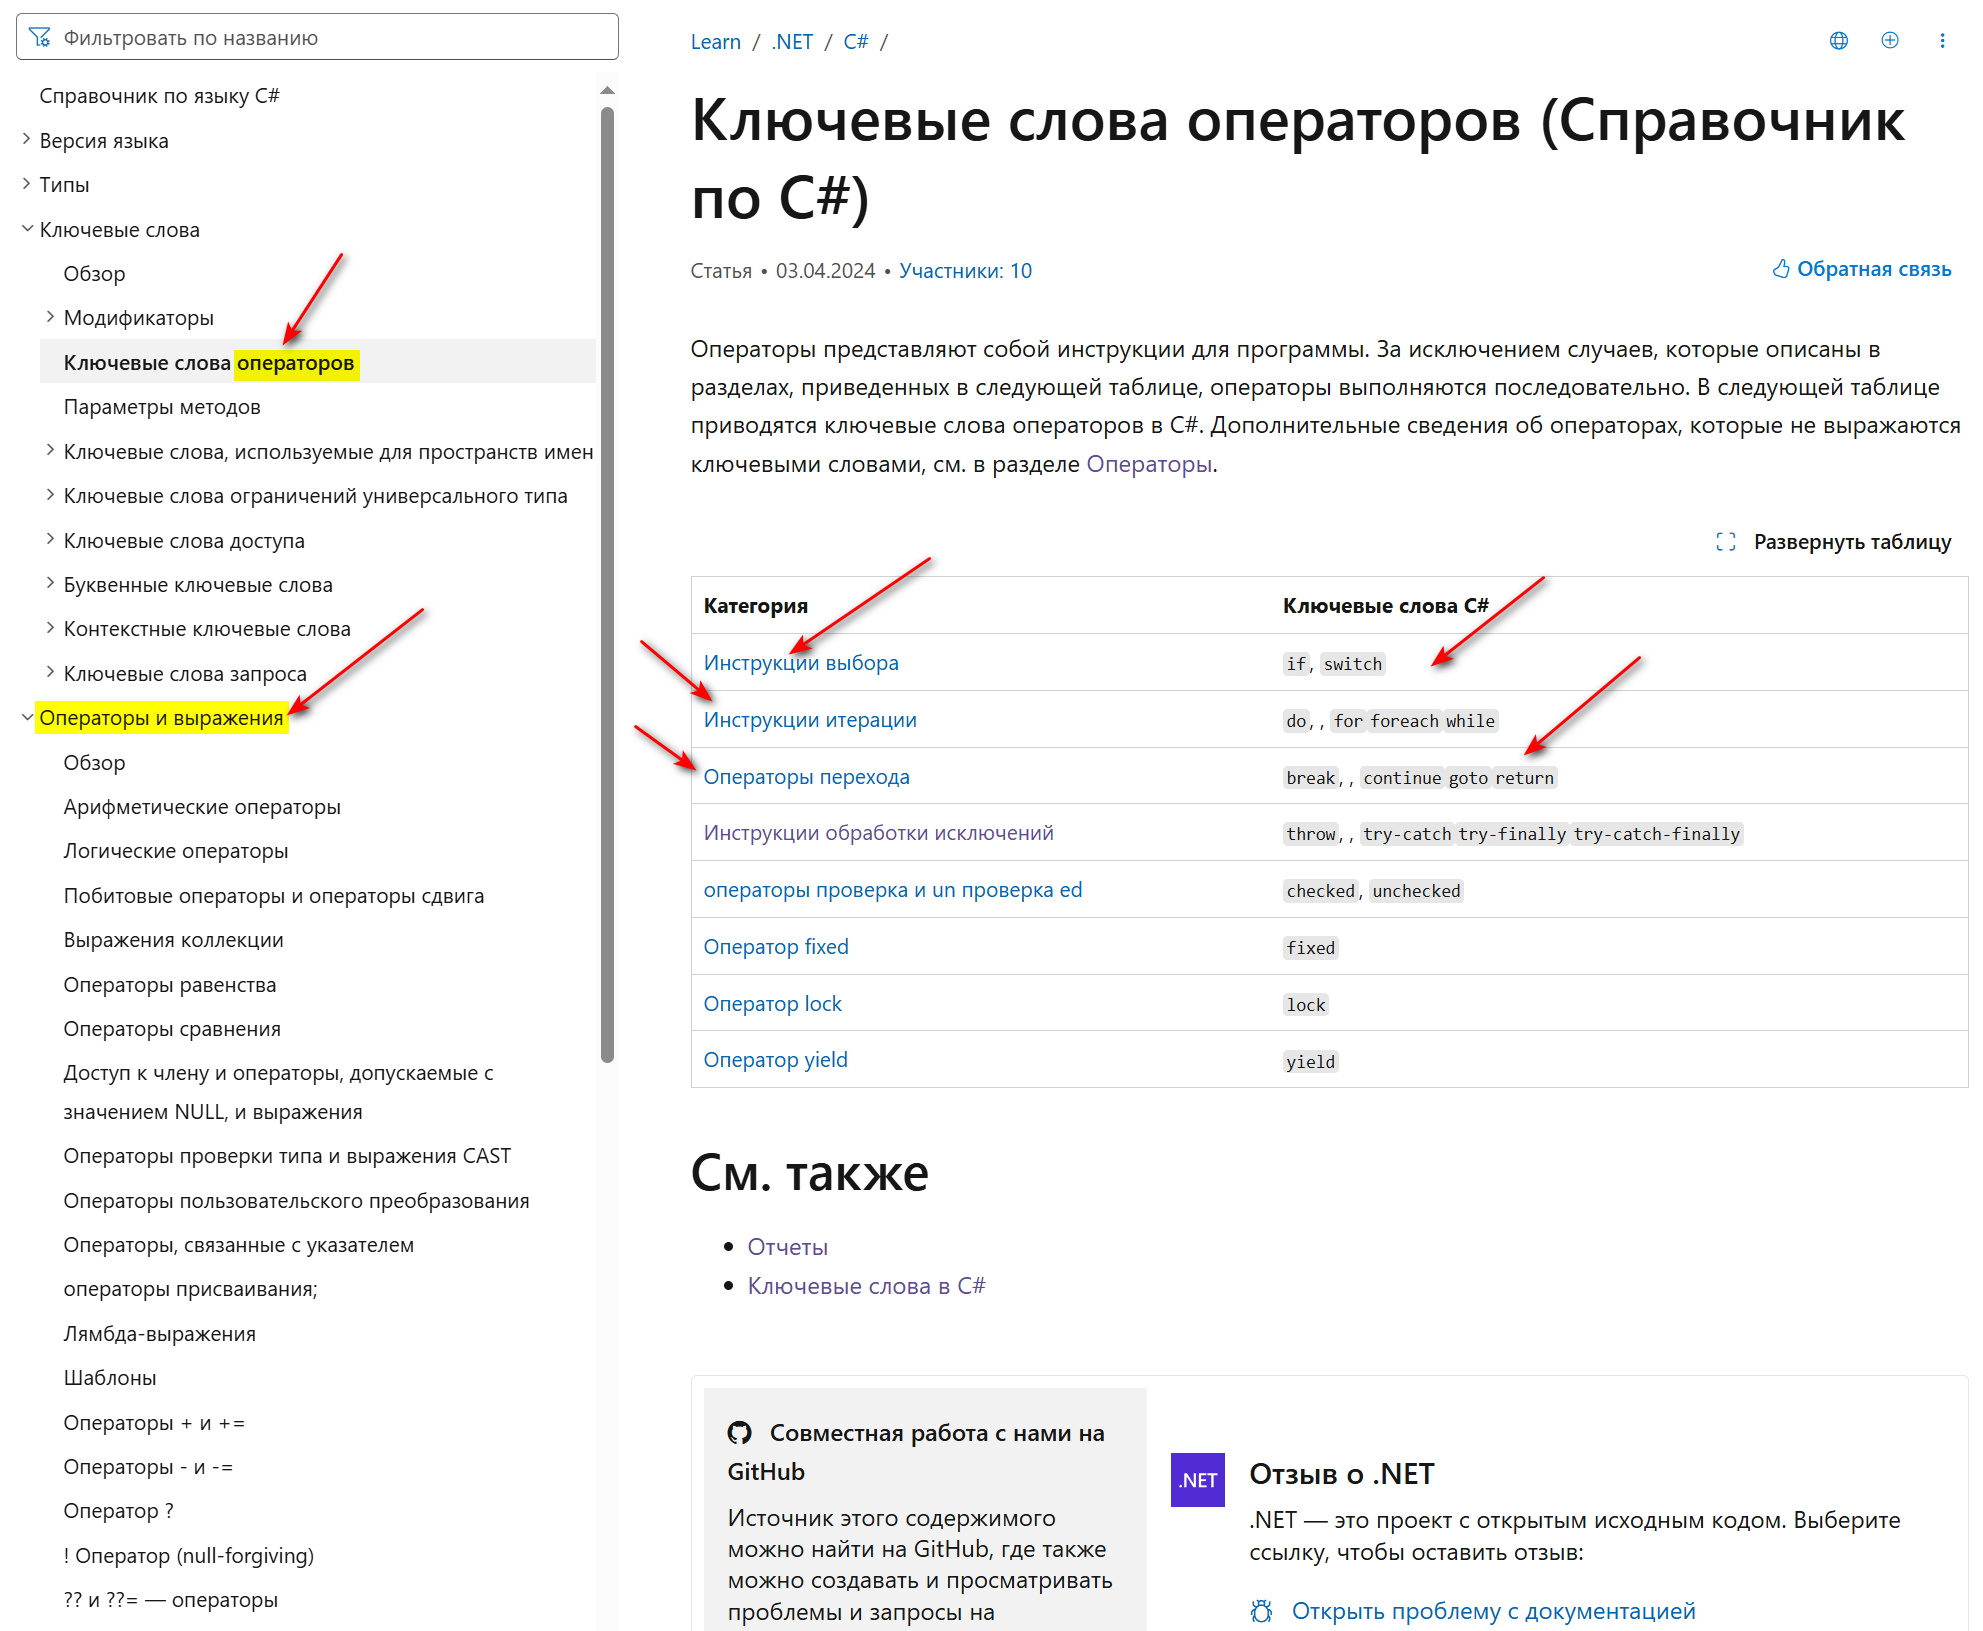 Фильтровать по названию
Справочник по языку C#
Версия языка
Типы
Ключевые слова
Обзор
Модификаторы
Ключевые слова операторов
Параметры методов
Ключевые слова, используемые для пространств имен
Ключевые слова ограничений универсального типа
Ключевые слова доступа
Буквенные ключевые слова
Контекстные ключевые слова
Ключевые слова запроса
Операторы и выражения
Обзор
Арифметические операторы
Логические операторы
Побитовые операторы и операторы сдвига
Выражения коллекции
Операторы равенства
Операторы сравнения
Доступ к члену и операторы, допускаемые с
значением NULL, и выражения
Операторы проверки типа и выражения CAST
Операторы пользовательского преобразования
Операторы, связанные с указателем
операторы присваивания;
Лямбда-выражения
Шаблоны
Операторы + и +=
Операторы - и -=
Оператор ?
! Оператор (null-forgiving)
?? и ??= — операторы
Learn / .NET / C# /
Ключевые слова операторов (Справочник
по C#)
Статья • 03.04.2024 • Участники: 10
Обратная связь
Операторы представляют собой инструкции для программы. За исключением случаев, которые описаны в
разделах, приведенных в следующей таблице, операторы выполняются последовательно. В следующей таблице
приводятся ключевые слова операторов в C#. Дополнительные сведения об операторах, которые не выражаются
ключевыми словами, см. в разделе Операторы.
Развернуть таблицу
Категория Ключевые слова C#
Инструкции выбора if, switch
Инструкции итерации do, , for foreach while
Операторы перехода break, , continue goto return
Инструкции обработки исключений throw, , try-catch try-finally try-catch-finally
операторы проверка и un проверка ed checked, unchecked
Оператор fixed fixed
Оператор lock lock
Оператор yield yield
См. также
• Отчеты
• Ключевые слова в C#
Совместная работа с нами на
GitHub
Источник этого содержимого
можно найти на GitHub, где также
можно создавать и просматривать
проблемы и запросы на
.NET
Отзыв о .NET
.NET — это проект с открытым исходным кодом. Выберите
ссылку, чтобы оставить отзыв:
Открыть проблему с документацией